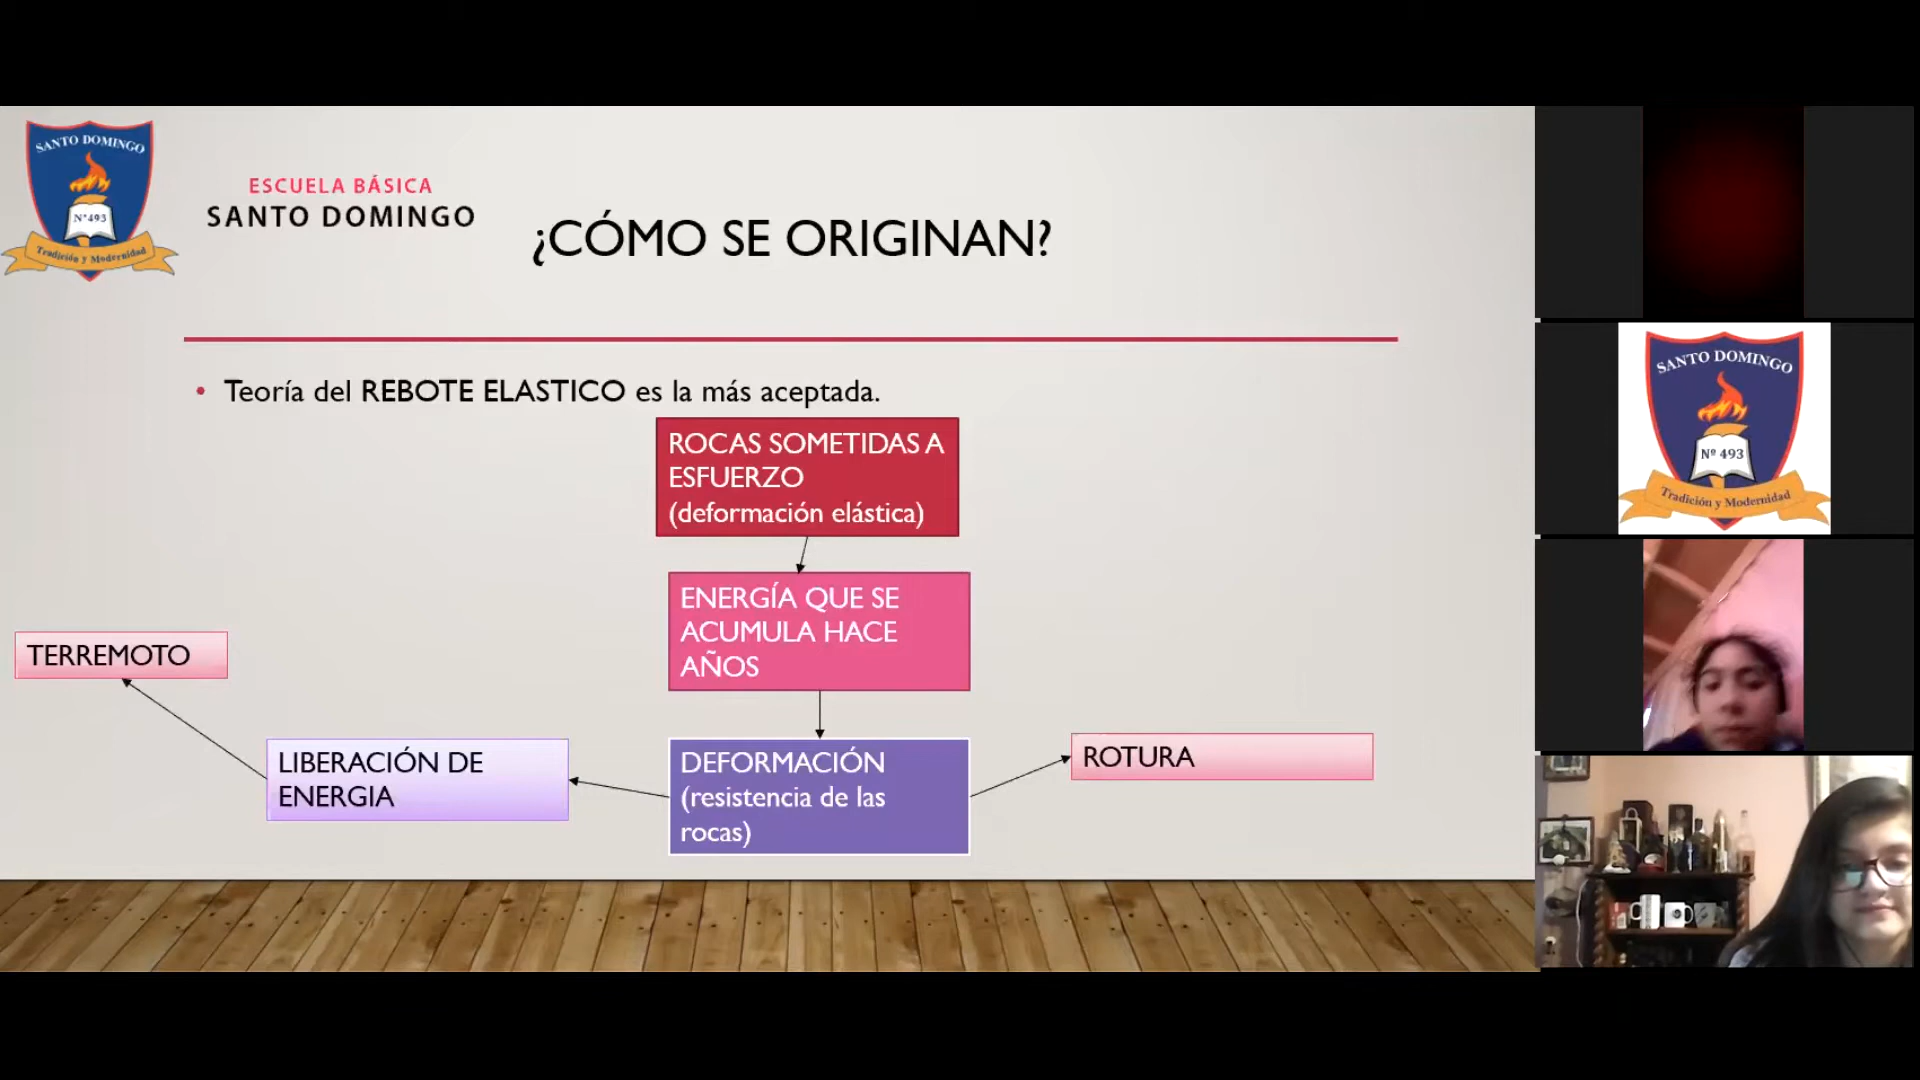 SANTO DOMINGO
N°493
Tradición y Modernidad
ESCUELA BÁSICA
SANTO DOMINGO
¿CÓMO SE ORIGINAN?
• Teoría del REBOTE ELASTICO es la más aceptada.
ROCAS SOMETIDAS A
ESFUERZO
(deformación elástica)
ENERGÍA QUE SE
ACUMULA HACE
AÑOS
TERREMOTO
LIBERACIÓN DE
ENERGIA
DEFORMACIÓN
(resistencia de las
rocas)
ROTURA
SANTO DOMINGO
Nº 493
Tradición y Modernidad